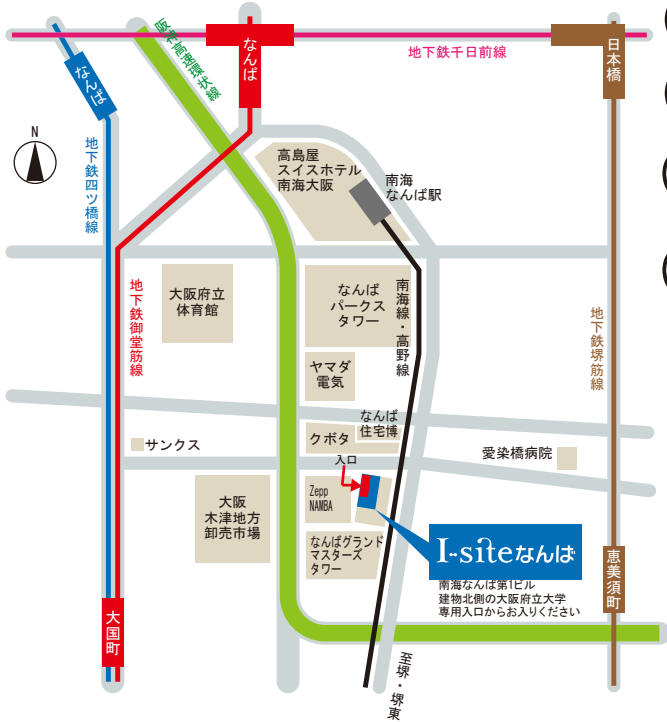 阪神高速環状線
なんば
地下鉄千日前線
日本橋
なんば
N
地下鉄四ツ橋線
高島屋
スイスホテル
南海大阪
南海
なんば駅
大阪府立
体育館
地下鉄御堂筋線
なんば
パークス
タワー
南海線・高野線
地下鉄堺筋線
ヤマダ
電気
なんば
住宅博
クボタ
サンクス
入口
愛染橋病院
大阪
木津地方
卸売市場
Zepp
NAMBA
なんばグランド
マスターズ
タワー
I-siteなんば
南海なんば第1ビル
建物北側の大阪府立大学
専用入口からお入りください
恵美須町
大国町
至堺・堺東